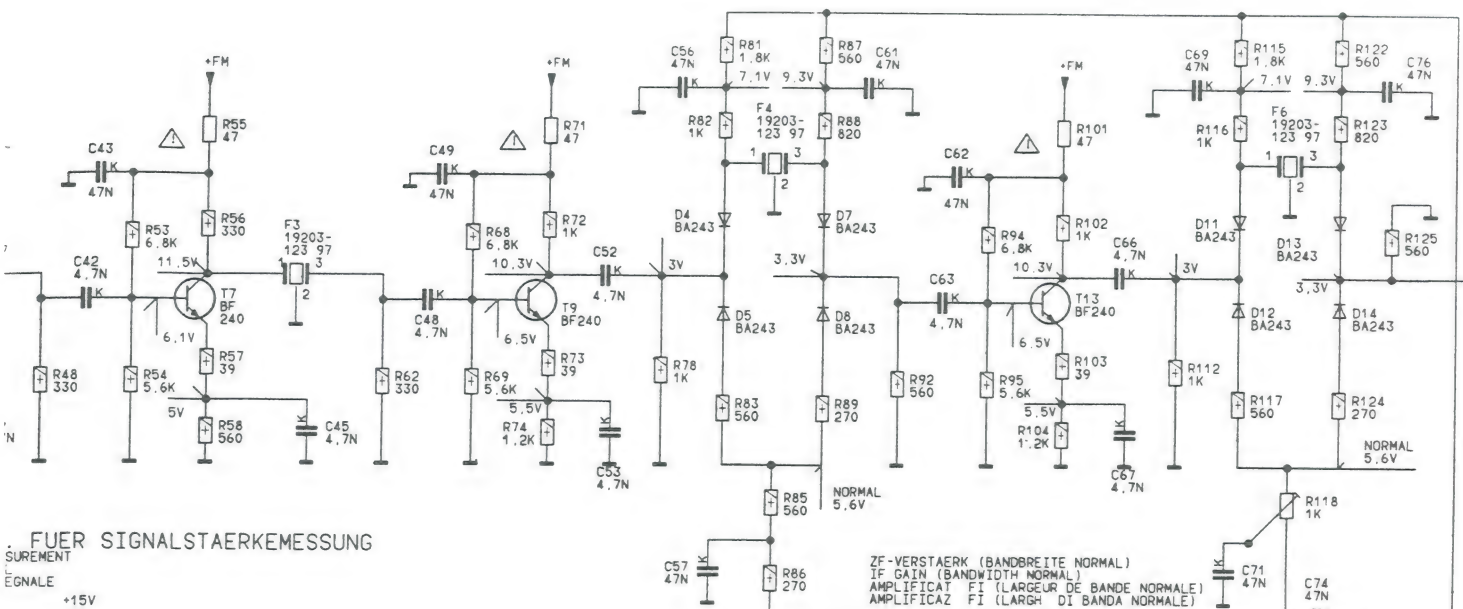 +FM
R55
47
C43
K
47N
R53
6,8K
R56
330
F3
19203-
123 97
1
3
2
11,5V
C42
4.7N
K
T7
BF
240
6,1V
R57
39
R48
330
R54
5,6K
5V
R58
560
K
C45
4,7N
+FM
R71
47
C49
K
47N
R68
6,8K
R72
1K
10,3V
C52
K
4,7N
K
C48
4,7N
T9
BF240
6.5V
R73
39
R62
330
R69
5,6K
5,5V
R74
1,2K
K
C53
4,7N
3V
R78
1K
C56
47N
K
R81
1,8K
7,1V
R87
560
9,3V
C61
47N
K
R82
1K
F4
19203-
123 97
1
3
2
R88
820
D4
BA243
D7
BA243
3,3V
D5
BA243
D8
BA243
R83
560
R89
270
NORMAL
5,6V
R85
560
C57
47N
K
R86
270
R92
560
+FM
R101
47
C62
K
47N
R94
6,8K
R102
1K
10.3V
C66
4,7N
K
C63
K
4,7N
T13
BF240
6.5V
R103
39
R95
5,6K
5,5V
R104
1,2K
K
C67
4,7N
3V
R112
1K
C69
47N
K
R115
1,8K
7,1V
R122
560
9,3V
C76
47N
K
R116
1K
F6
19203-
123 97
1
3
2
R123
820
D11
BA243
D13
BA243
R125
560
3,3V
D12
BA243
D14
BA243
R117
560
R124
270
NORMAL
5,6V
R118
1K
K
C71
47N
C74
47N
. FUER SIGNALSTAERKEMESSUNG
SUREMENT
EGNALE
+15V
ZF-VERSTAERK (BANDBREITE NORMAL)
IF GAIN (BANDWIDTH NORMAL)
AMPLIFICAT FI (LARGEUR DE BANDE NORMALE)
AMPLIFICAZ FI (LARGH DI BANDA NORMALE)